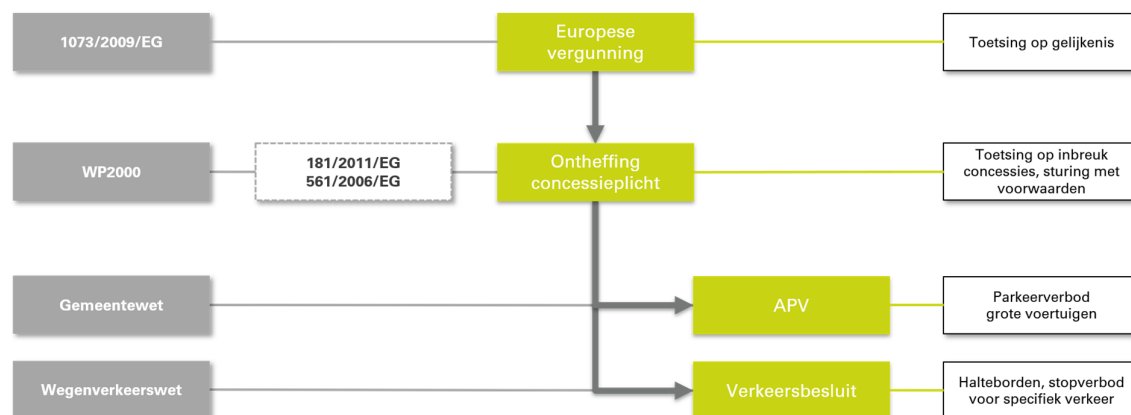 1073/2009/EG
Europese
vergunning
Toetsing op gelijkenis
WP2000
181/2011/EG
561/2006/EG
Ontheffing
concessieplicht
Toetsing op inbreuk
concessies, sturing met
voorwaarden
Gemeentewet
APV
Parkeerverbod
grote voertuigen
Wegenverkeerswet
Verkeersbesluit
Halteborden, stopverbod
voor specifiek verkeer